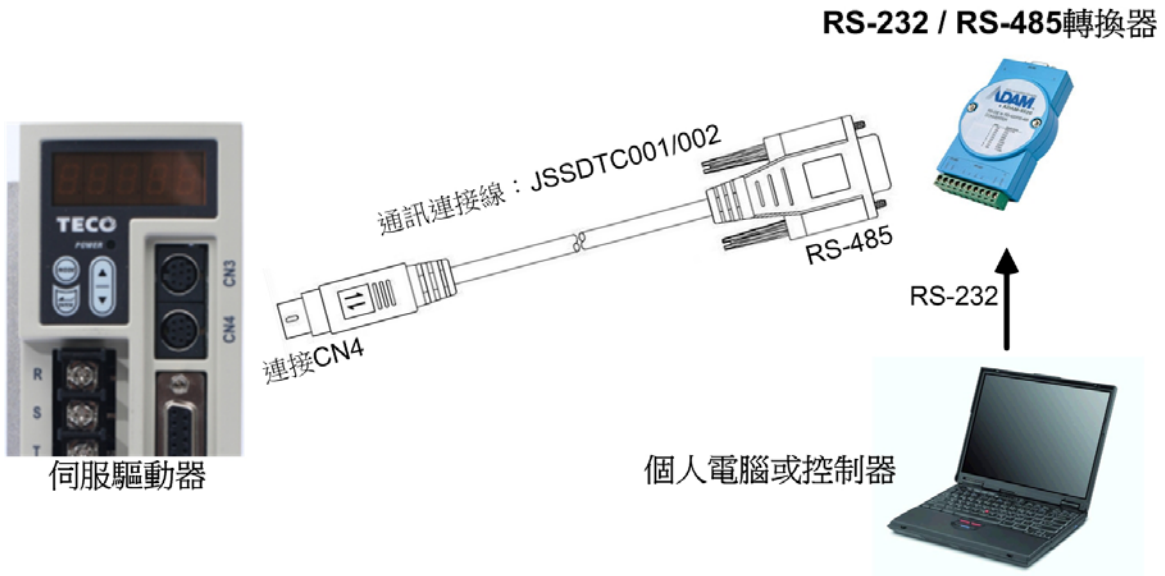 RS-232 / RS-485轉換器
ADAM
TECO
POWER
MODE
CN3
CN4
R
S
T
通訊連接線：JSSDTC001/002
RS-485
連接CN4
RS-232
伺服驅動器
個人電腦或控制器